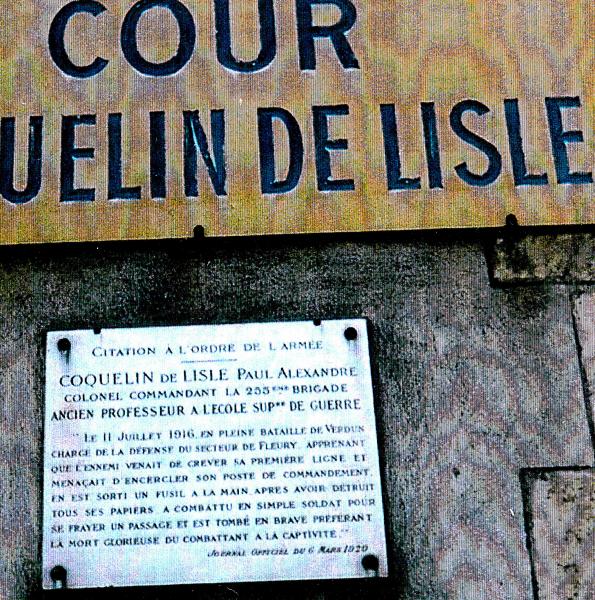 COUR
UELIN DE LISLE
CITATION À L'ORDRE DE L'ARMÉE
COQUELIN DE LISLE PAUL ALEXANDRE
COLONEL COMMANDANT LA 255ÈME BRIGADE
ANCIEN PROFESSEUR A LECOLE SUPRE DE GUERRE
"LE 11 JUILLET 1916, EN PLEINE BATAILLE DE VERDUN
CHARGÉ DE LA DÉFENSE DU SECTEUR DE FLEURY, APPRENANT
QUE L'ENNEMI VENAIT DE CREVER SA PREMIÈRE LIGNE ET
MENAÇAIT D'ENCERCLER SON POSTE DE COMMANDEMENT,
EN EST SORTI UN FUSIL A LA MAIN, APRÈS AVOIR DÉTRUIT
TOUS SES PAPIERS, A COMBATTU EN SIMPLE SOLDAT POUR
SE FRAYER UN PASSAGE ET EST TOMBÉ EN BRAVE PRÉFÉRANT
LA MORT GLORIEUSE DU COMBATTANT A LA CAPTIVITÉ."
JOURNAL OFFICIEL DU 6 MARS 1920